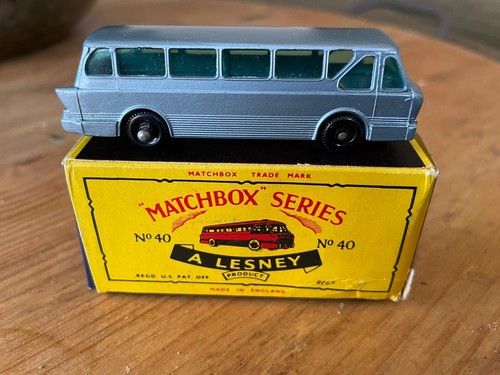 MATCHBOX TRADE MARK
"MATCHBOX" SERIES
No 40
No 40
A LESNEY
PRODUCT
REGD U.S. PAT. OFF
MADE IN ENGLAND